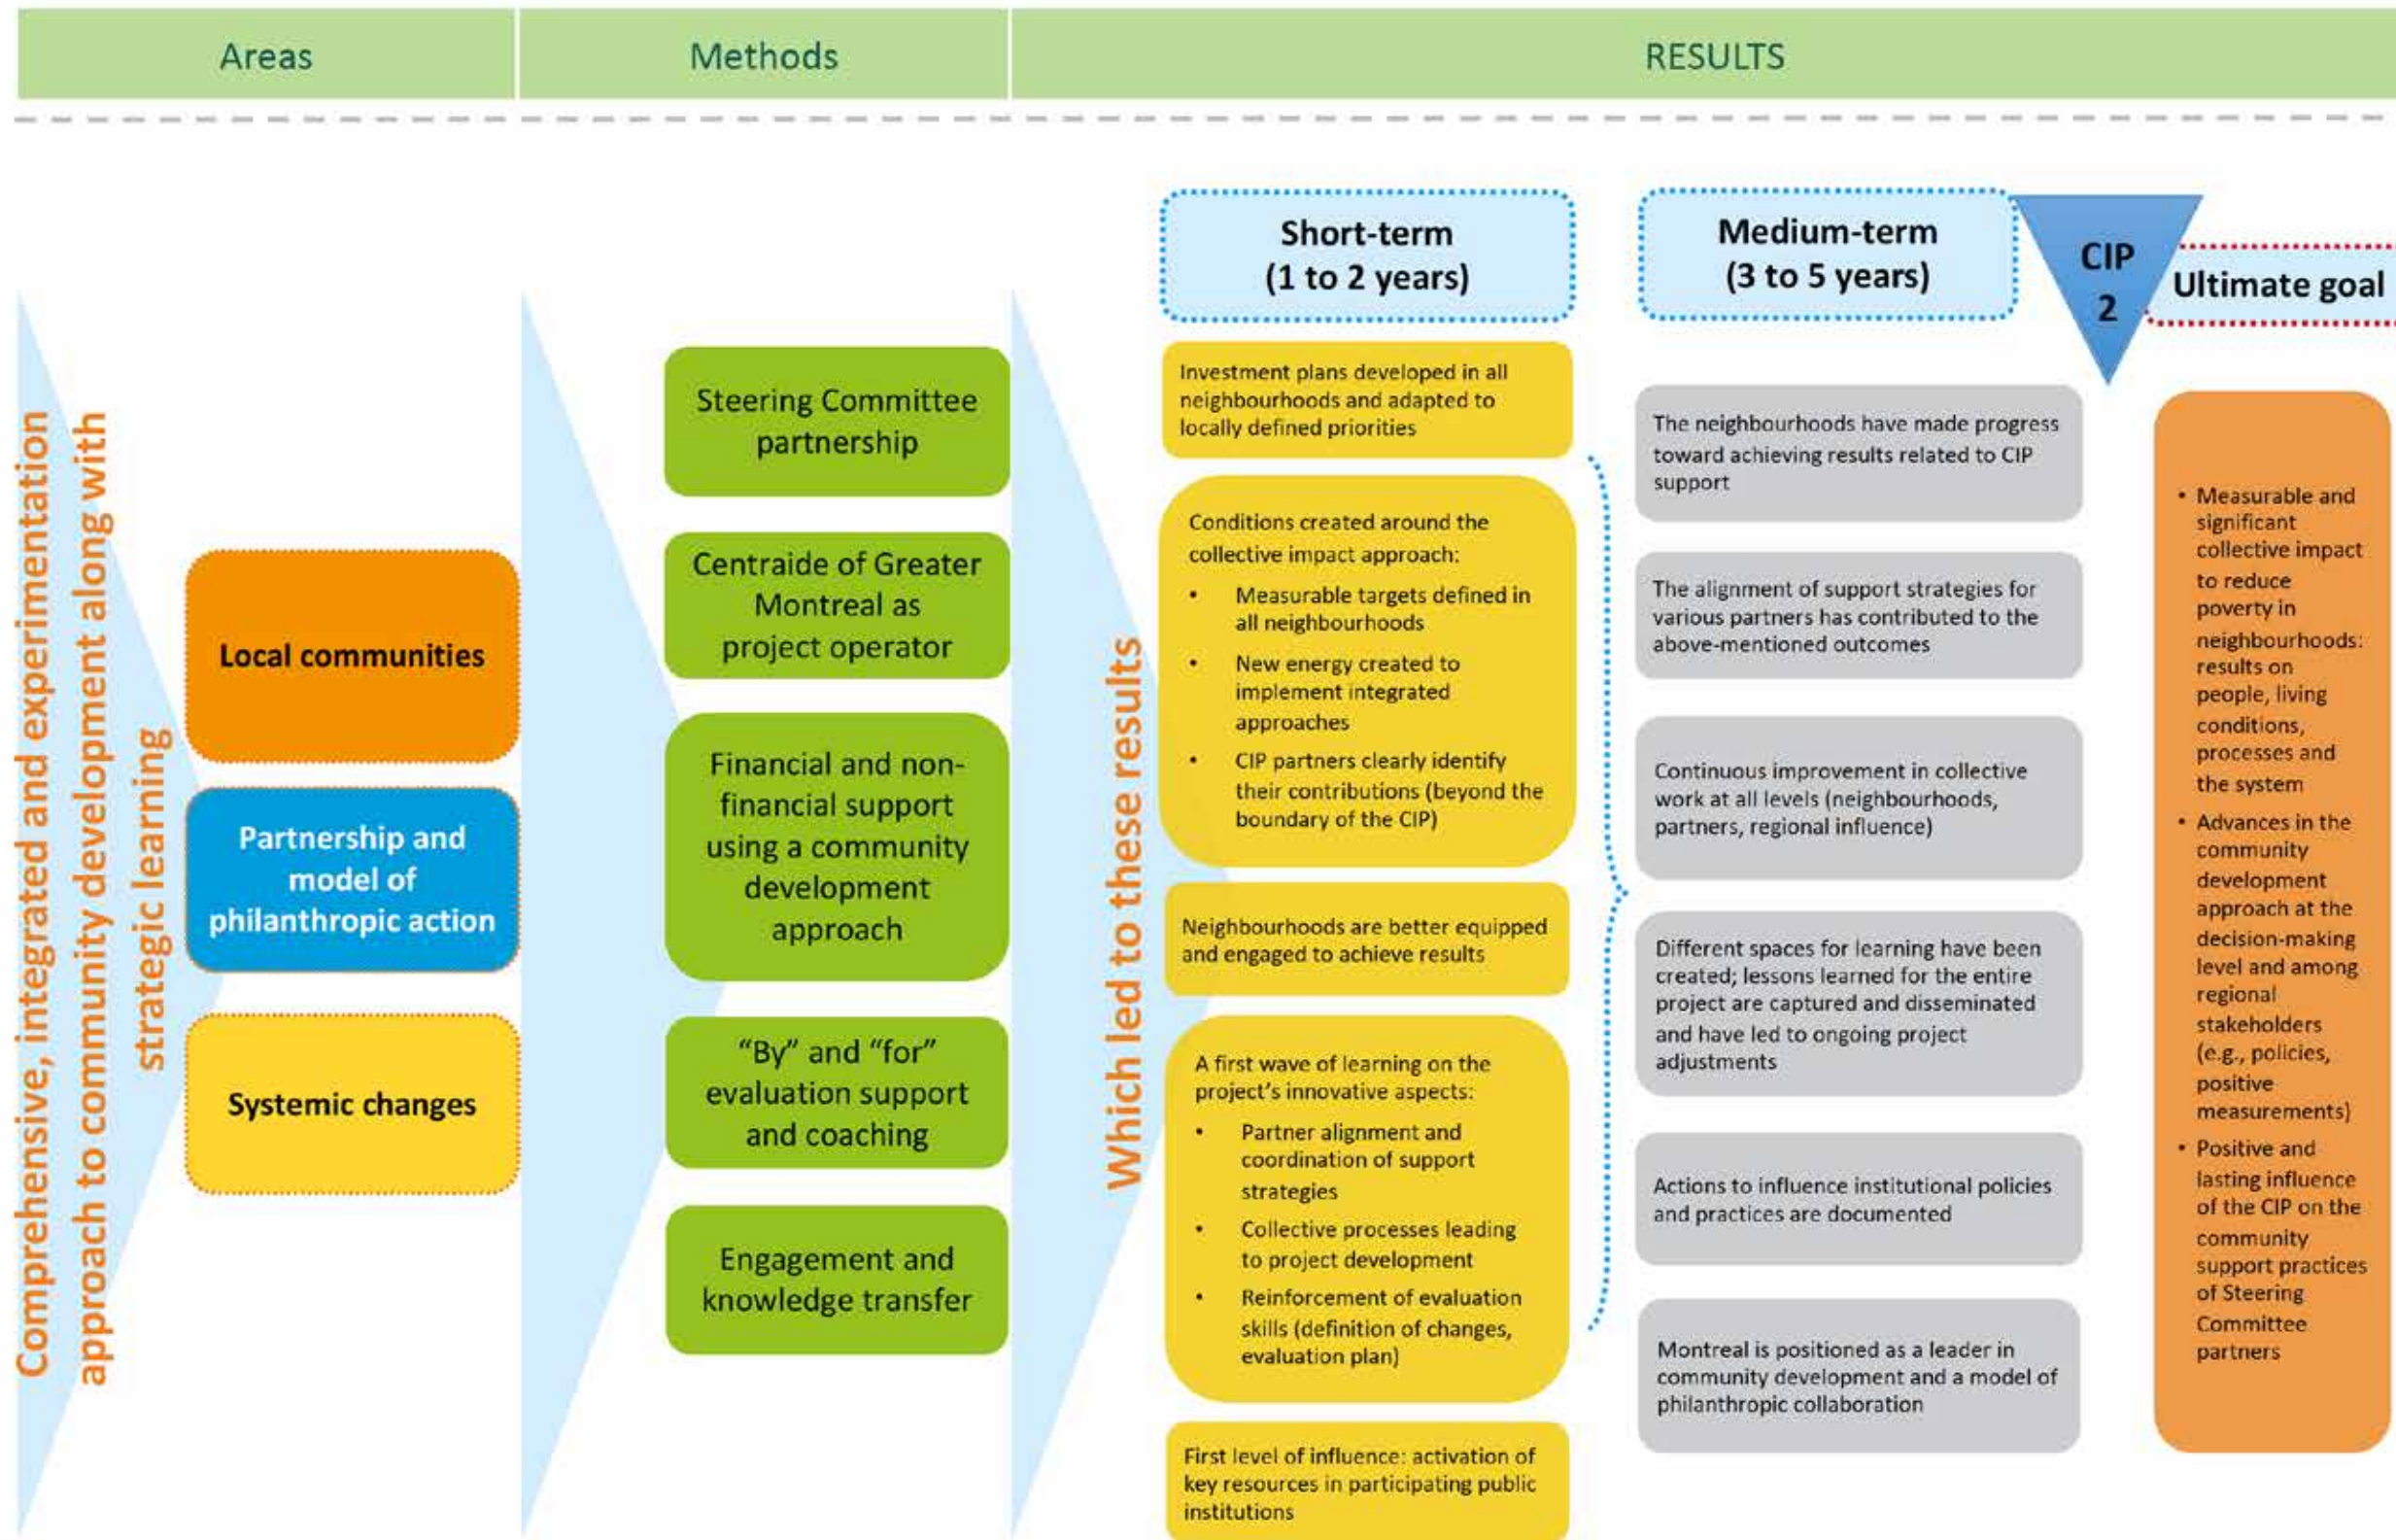 Areas
Methods
RESULTS
Comprehensive, integrated and experimentation
approach to community development along with
strategic learning
Local communities
Partnership and
model of
philanthropic action
Systemic changes
Steering Committee
partnership
Centraide of Greater
Montreal as
project operator
Financial and non-
financial support
using a community
development
approach
“By” and “for”
evaluation support
and coaching
Engagement and
knowledge transfer
Which led to these results
Short-term
(1 to 2 years)
Investment plans developed in all
neighbourhoods and adapted to
locally defined priorities
Conditions created around the
collective impact approach:
• Measurable targets defined in
all neighbourhoods
• New energy created to
implement integrated
approaches
• CIP partners clearly identify
their contributions (beyond the
boundary of the CIP)
Neighbourhoods are better equipped
and engaged to achieve results
A first wave of learning on the
project’s innovative aspects:
• Partner alignment and
coordination of support
strategies
• Collective processes leading
to project development
• Reinforcement of evaluation
skills (definition of changes,
evaluation plan)
First level of influence: activation of
key resources in participating public
institutions
Medium-term
(3 to 5 years)
The neighbourhoods have made progress
toward achieving results related to CIP
support
The alignment of support strategies for
various partners has contributed to the
above-mentioned outcomes
Continuous improvement in collective
work at all levels (neighbourhoods,
partners, regional influence)
Different spaces for learning have been
created; lessons learned for the entire
project are captured and disseminated
and have led to ongoing project
adjustments
Actions to influence institutional policies
and practices are documented
Montreal is positioned as a leader in
community development and a model of
philanthropic collaboration
CIP
2
Ultimate goal
• Measurable and
significant
collective impact
to reduce
poverty in
neighbourhoods:
results on
people, living
conditions,
processes and
the system
• Advances in the
community
development
approach at the
decision-making
level and among
regional
stakeholders
(e.g., policies,
positive
measurements)
• Positive and
lasting influence
of the CIP on the
community
support practices
of Steering
Committee
partners